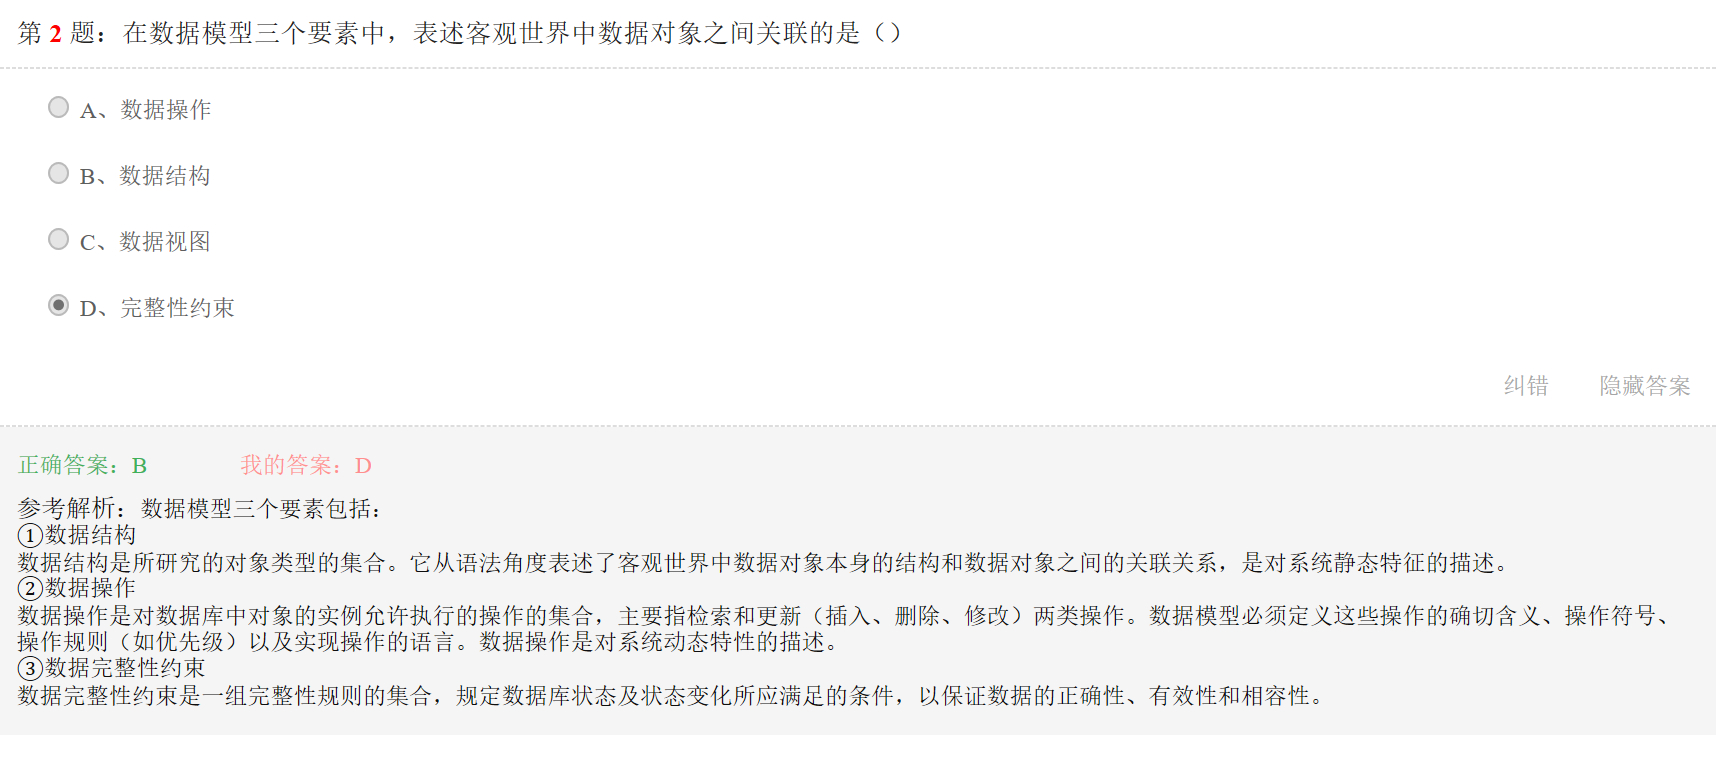 第 2 题：在数据模型三个要素中，表述客观世界中数据对象之间关联的是（）
A、数据操作
B、数据结构
C、数据视图
D、完整性约束
纠错 隐藏答案
正确答案：B 我的答案：D
参考解析：数据模型三个要素包括：
①数据结构
数据结构是所研究的对象类型的集合。它从语法角度表述了客观世界中数据对象本身的结构和数据对象之间的关联关系，是对系统静态特征的描述。
②数据操作
数据操作是对数据库中对象的实例允许执行的操作的集合，主要指检索和更新（插入、删除、修改）两类操作。数据模型必须定义这些操作的确切含义、操作符号、
操作规则（如优先级）以及实现操作的语言。数据操作是对系统动态特性的描述。
③数据完整性约束
数据完整性约束是一组完整性规则的集合，规定数据库状态及状态变化所应满足的条件，以保证数据的正确性、有效性和相容性。